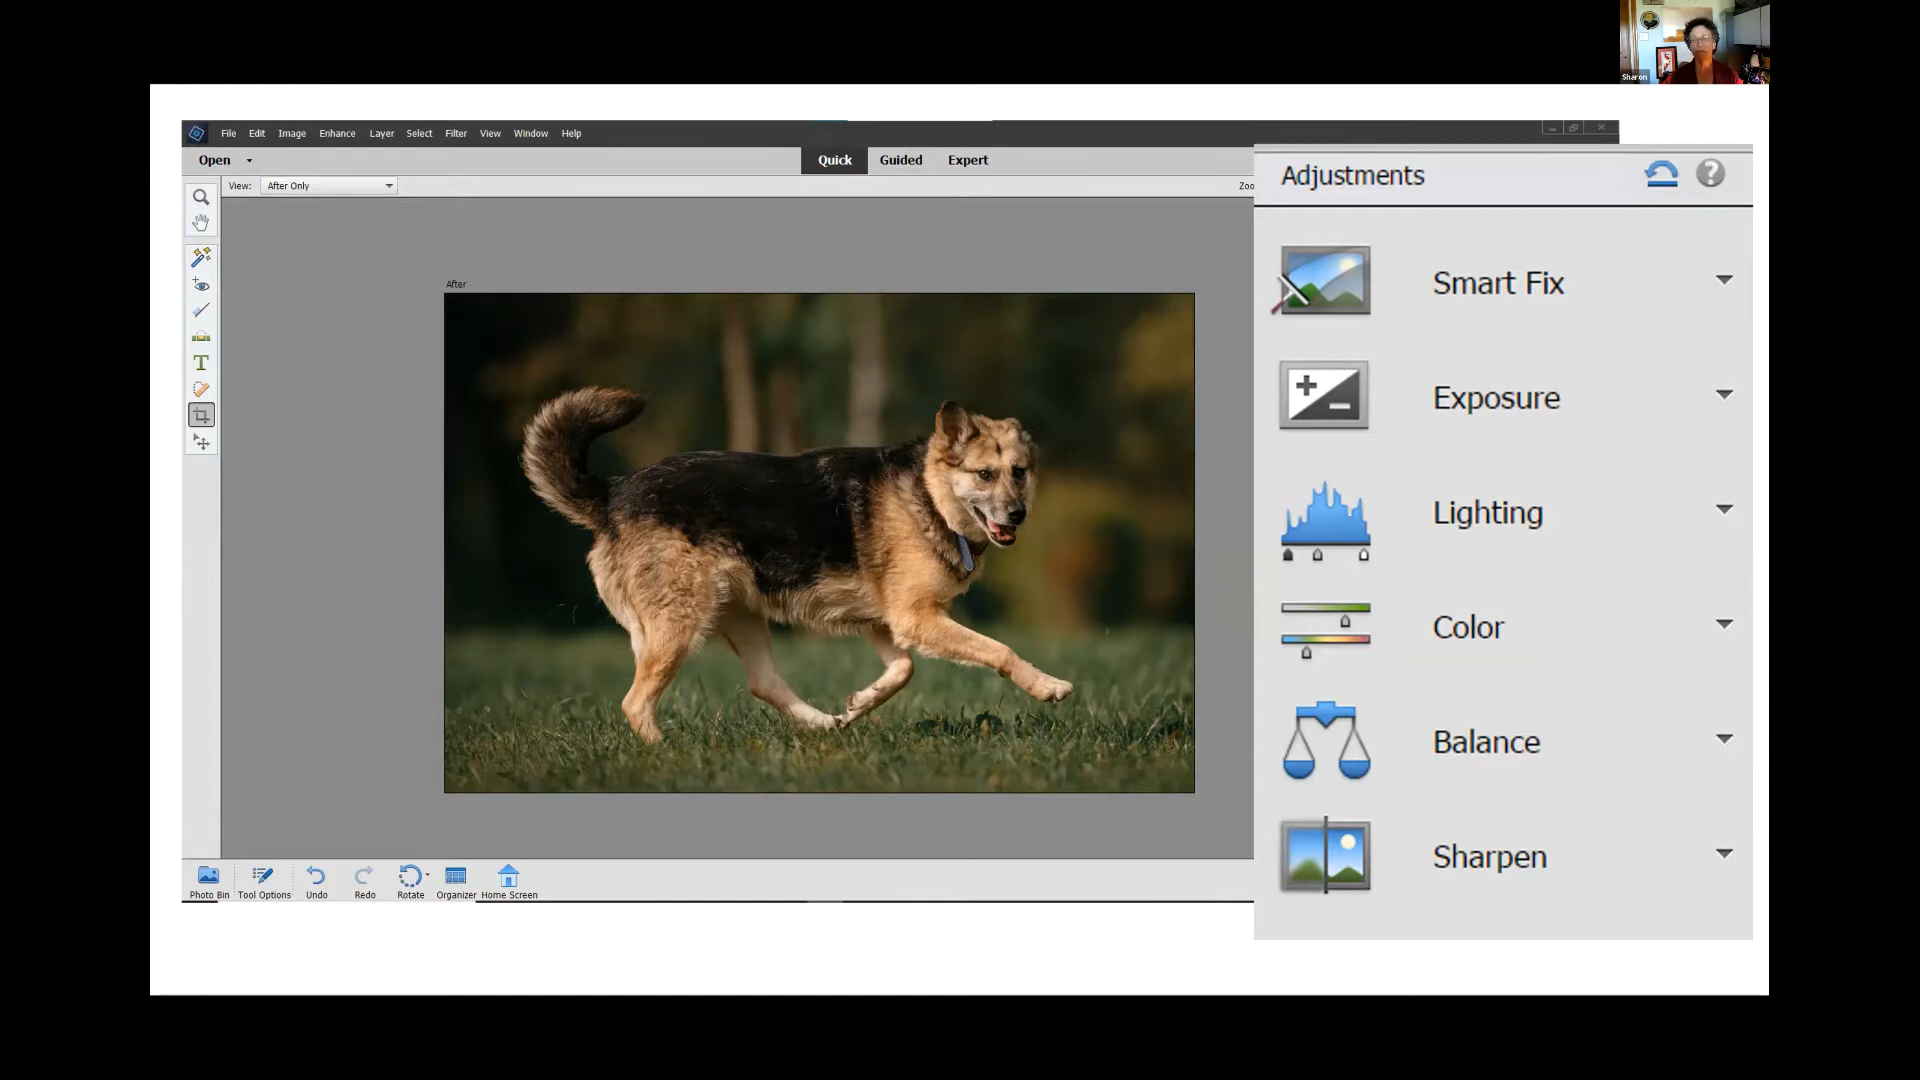 Sharon
File Edit Image Enhance Layer Select Filter View Window Help
Open Quick Guided Expert
View: After Only Zoo
After
T
Adjustments ?
Smart Fix
Exposure
Lighting
Color
Balance
Sharpen
Photo Bin Tool Options Undo Redo Rotate Organizer Home Screen